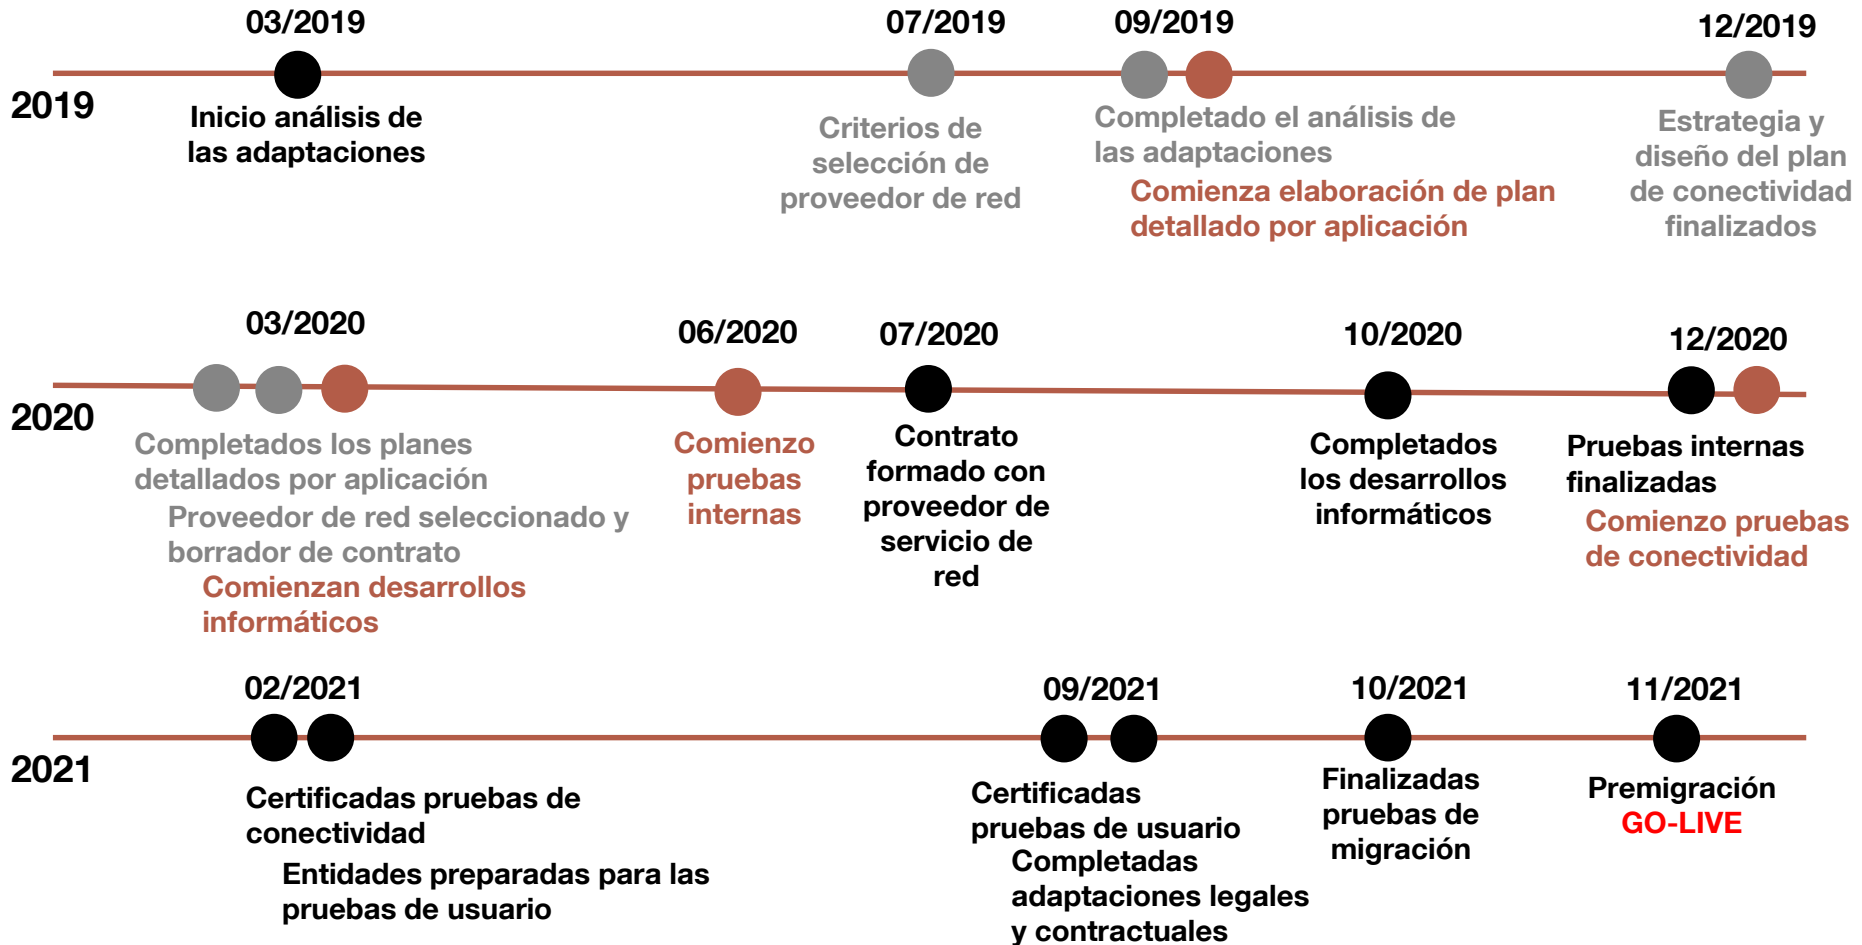 2019
03/2019
Inicio análisis de
las adaptaciones
07/2019
Criterios de
selección de
proveedor de red
09/2019
Completado el análisis de
las adaptaciones
Comienza elaboración de plan
detallado por aplicación
12/2019
Estrategia y
diseño del plan
de conectividad
finalizados
2020
03/2020
Completados los planes
detallados por aplicación
Proveedor de red seleccionado y
borrador de contrato
Comienzan desarrollos
informáticos
06/2020
Comienzo
pruebas
internas
07/2020
Contrato
formado con
proveedor de
servicio de
red
10/2020
Completados
los desarrollos
informáticos
12/2020
Pruebas internas
finalizadas
Comienzo pruebas
de conectividad
2021
02/2021
Certificadas pruebas de
conectividad
Entidades preparadas para las
pruebas de usuario
09/2021
Certificadas
pruebas de usuario
Completadas
adaptaciones legales
y contractuales
10/2021
Finalizadas
pruebas de
migración
11/2021
Premigración
GO-LIVE